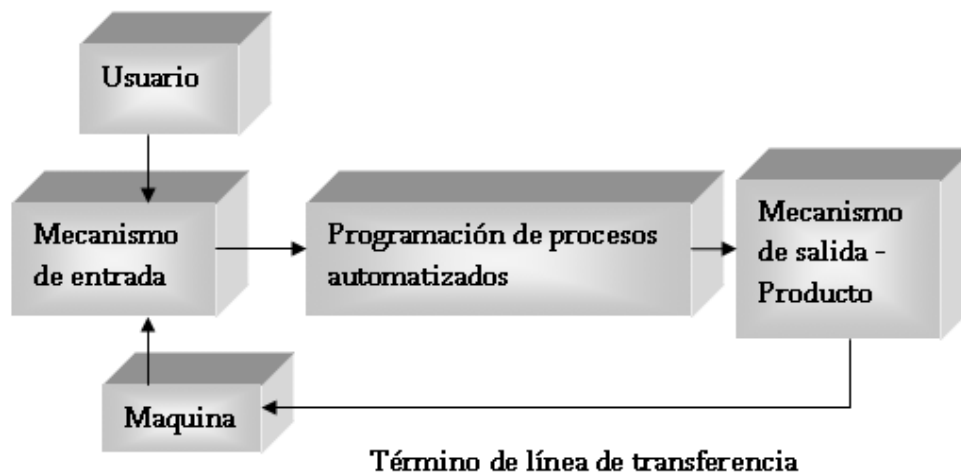 Usuario
Mecanismo
de entrada
Programación de procesos
automatizados
Mecanismo
de salida -
Producto
Maquina
Término de línea de transferencia